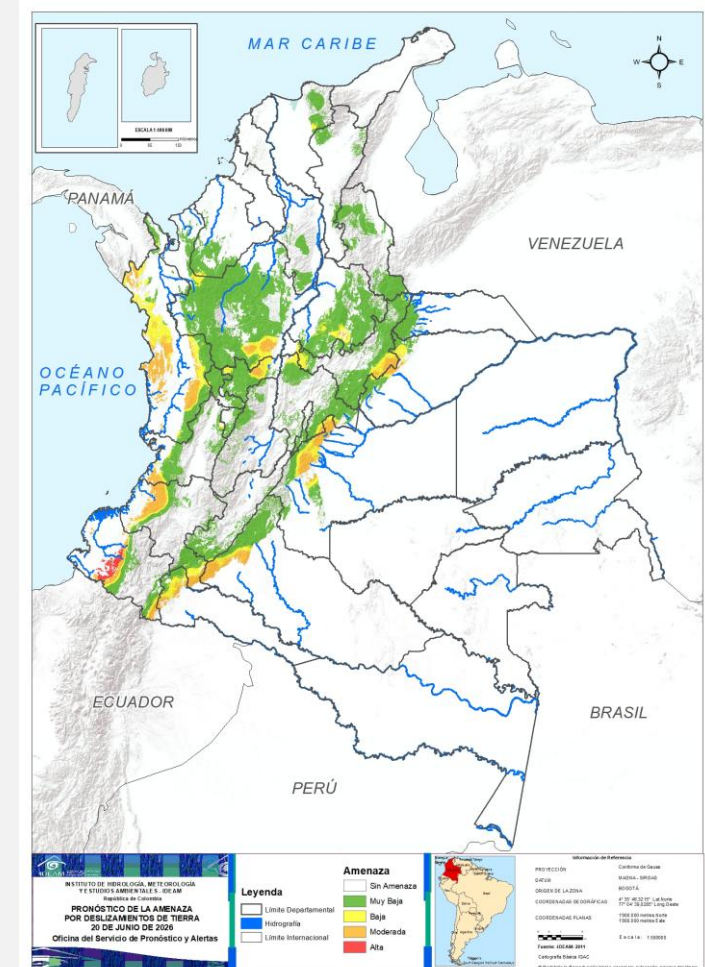 MAR CARIBE
N
W
E
S
PANAMÁ
VENEZUELA
OCÉANO
PACÍFICO
ECUADOR
BRASIL
PERÚ
IDEAM
INSTITUTO DE HIDROLOGÍA, METEOROLOGÍA
Y ESTUDIOS AMBIENTALES - IDEAM
República de Colombia
PRONÓSTICO DE LA AMENAZA
POR DESLIZAMIENTOS DE TIERRA
20 DE JUNIO DE 2026
Oficina del Servicio de Pronóstico y Alertas
Leyenda
Límite Departamental
Hidrografía
Límite Internacional
Amenaza
Sin Amenaza
Muy Baja
Baja
Moderada
Alta
Información de Referencia
PROYECCIÓN
Conforme de Gauss
DATUM
MAGNA - SIRGAS
ORIGEN DE LA ZONA
BOGOTÁ
COORDENADAS GEOGRÁFICAS
COORDENADAS PLANAS
1'000.000 metros Norte
1'000.000 metros Este
Fuente: IDEAM 2011
Cartografía Básica IGAC